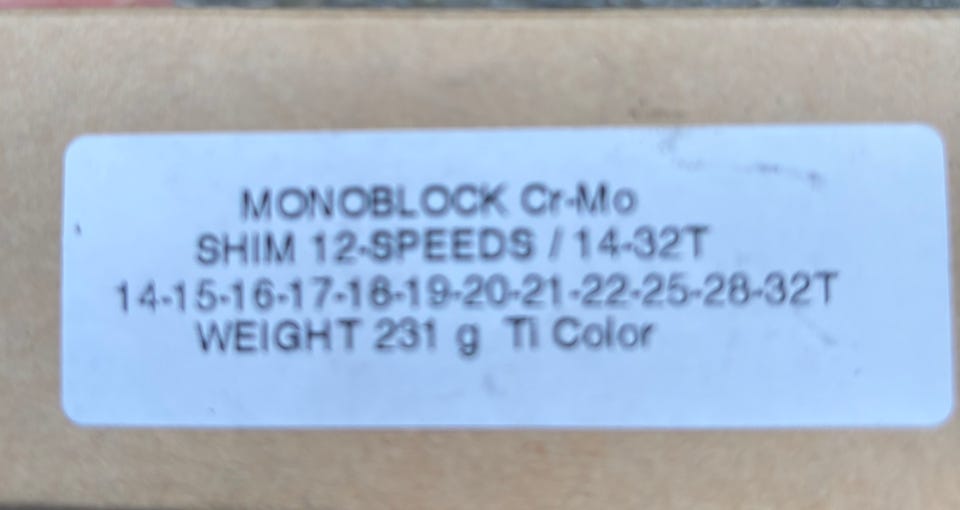 MONOBLOCK Cr-Mo
SHIM 12-SPEEDS / 14-32T
14-15-16-17-18-19-20-21-22-25-28-32T
WEIGHT 231 g Ti Color